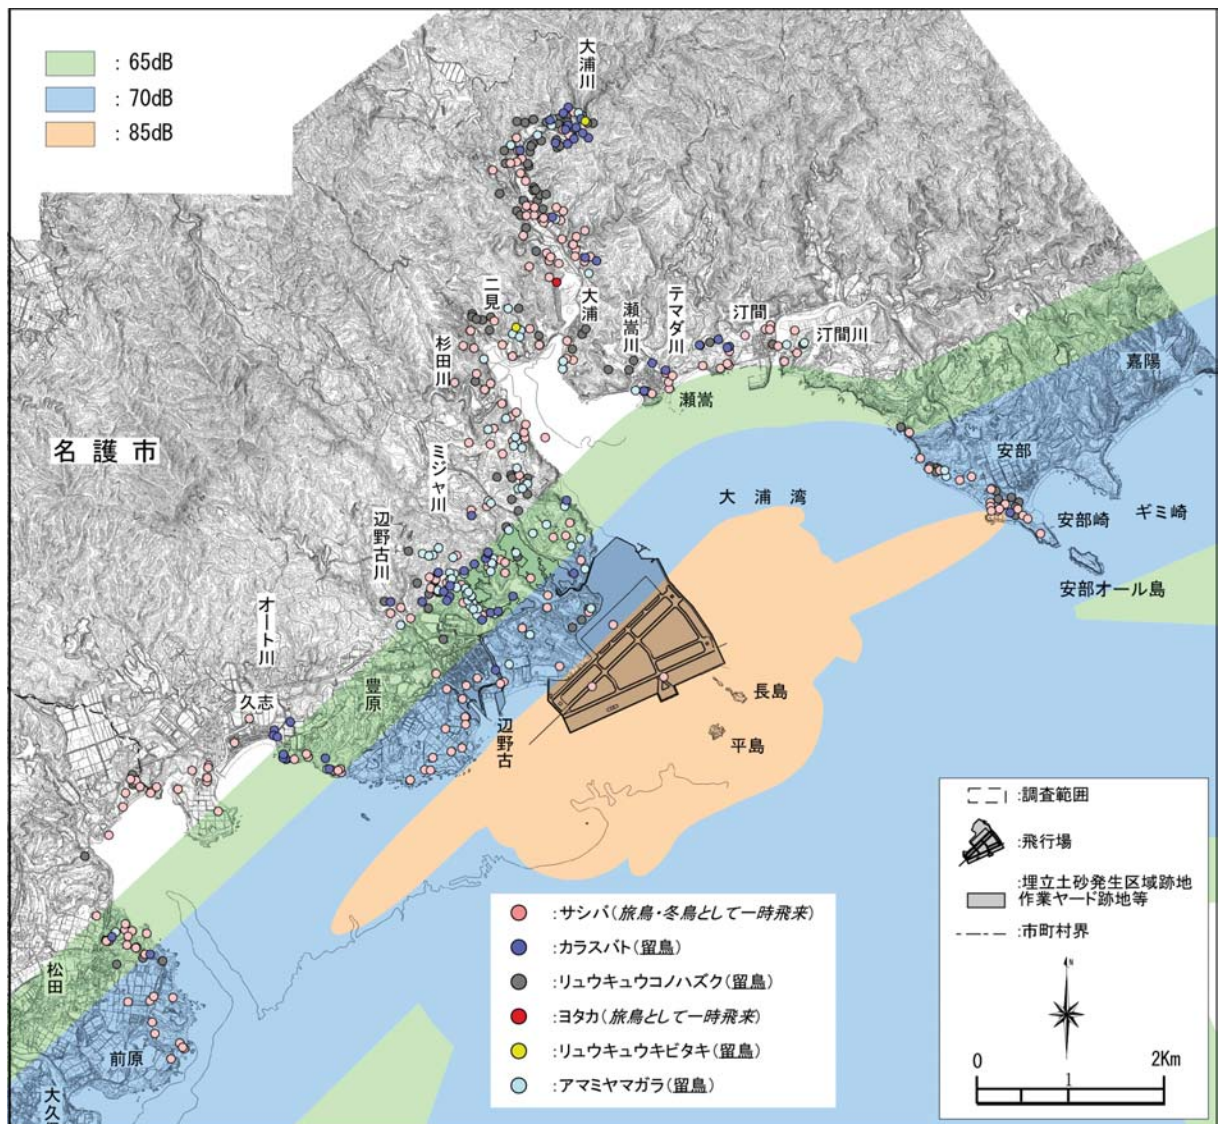 : 65dB
: 70dB
: 85dB
大浦川
二見
大浦
瀬嵩川
テマダ川
汀間
汀間川
杉田川
瀬嵩
嘉陽
名護市
ミジャ川
安部
大浦湾
安部崎
ギミ崎
辺野古川
安部オール島
オート川
久志
豊原
辺野古
長島
平島
松田
前原
大久
:サシバ(旅鳥・冬鳥として一時飛来)
:カラスバト(留鳥)
:リュウキュウコノハズク(留鳥)
:ヨタカ(旅鳥として一時飛来)
:リュウキュウキビタキ(留鳥)
:アマミヤマガラ(留鳥)
:調査範囲
:飛行場
:埋立土砂発生区域跡地
作業ヤード跡地等
:市町村界
N
0 1 2Km